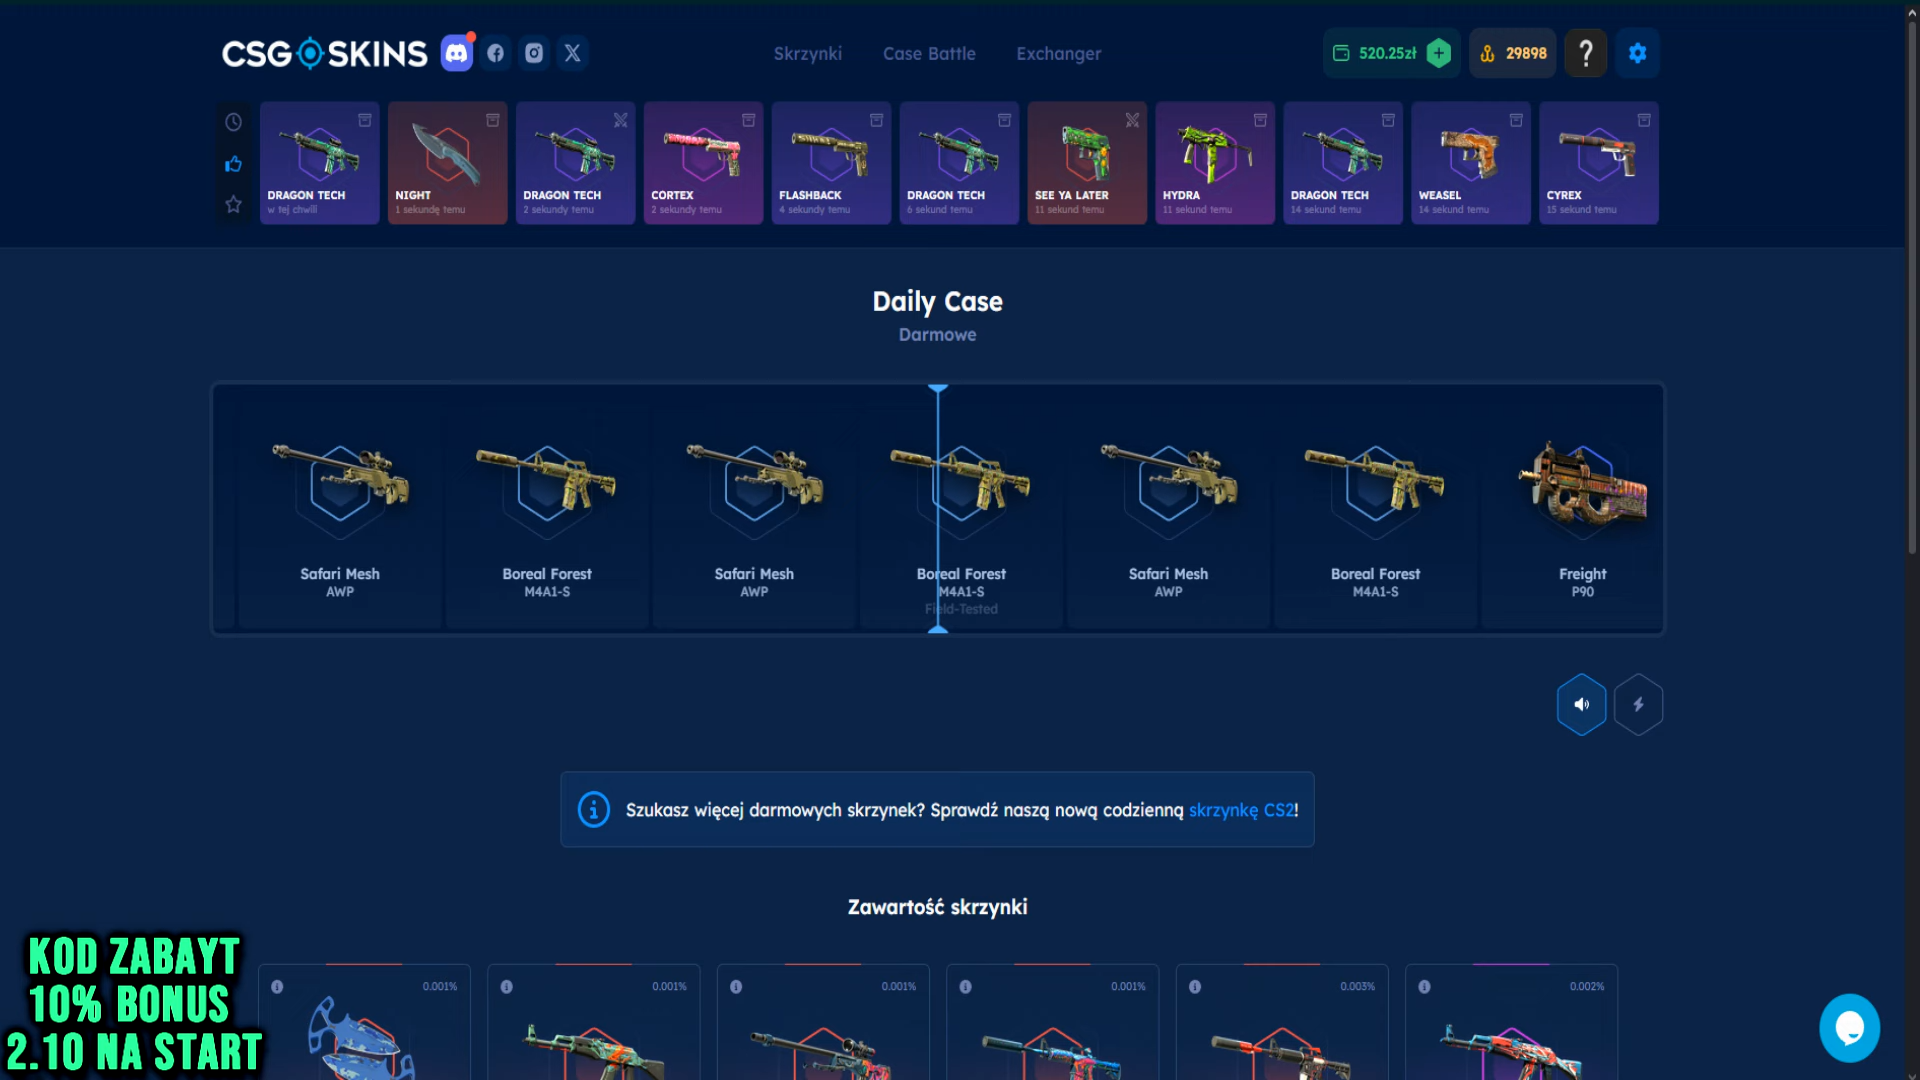 CSGOSKINS
Skrzynki
Case Battle
Exchanger
520.25zł
29898
?
DRAGON TECH
w tej chwili
NIGHT
1 sekundę temu
DRAGON TECH
2 sekundy temu
CORTEX
2 sekundy temu
FLASHBACK
4 sekundy temu
DRAGON TECH
6 sekund temu
SEE YA LATER
11 sekund temu
HYDRA
11 sekund temu
DRAGON TECH
14 sekund temu
WEASEL
14 sekund temu
CYREX
15 sekund temu
Daily Case
Darmowe
Safari Mesh
AWP
Boreal Forest
M4A1-S
Safari Mesh
AWP
Boreal Forest
M4A1-S
Field-Tested
Safari Mesh
AWP
Boreal Forest
M4A1-S
Freight
P90
Szukasz więcej darmowych skrzynek? Sprawdź naszą nową codzienną skrzynkę CS2!
Zawartość skrzynki
0.001%
0.001%
0.001%
0.001%
0.003%
0.002%
KOD ZABAYT
10% BONUS
2.10 NA START